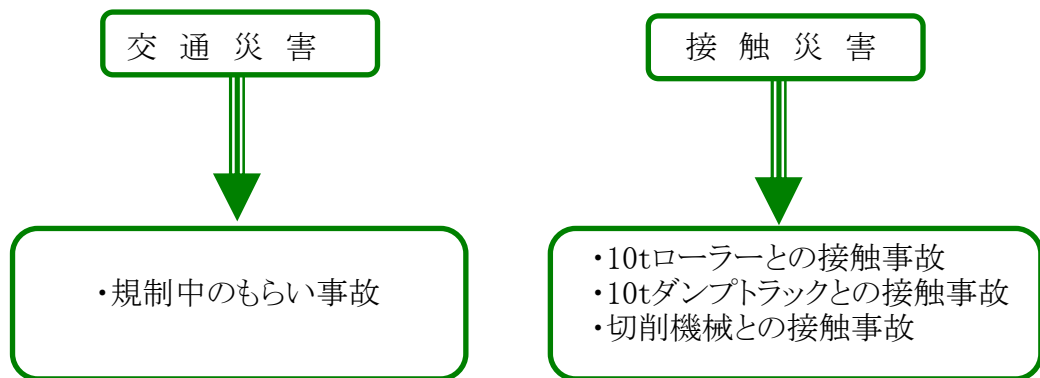 交通災害
接触災害
・規制中のもらい事故
・10tローラーとの接触事故
・10tダンプトラックとの接触事故
・切削機械との接触事故